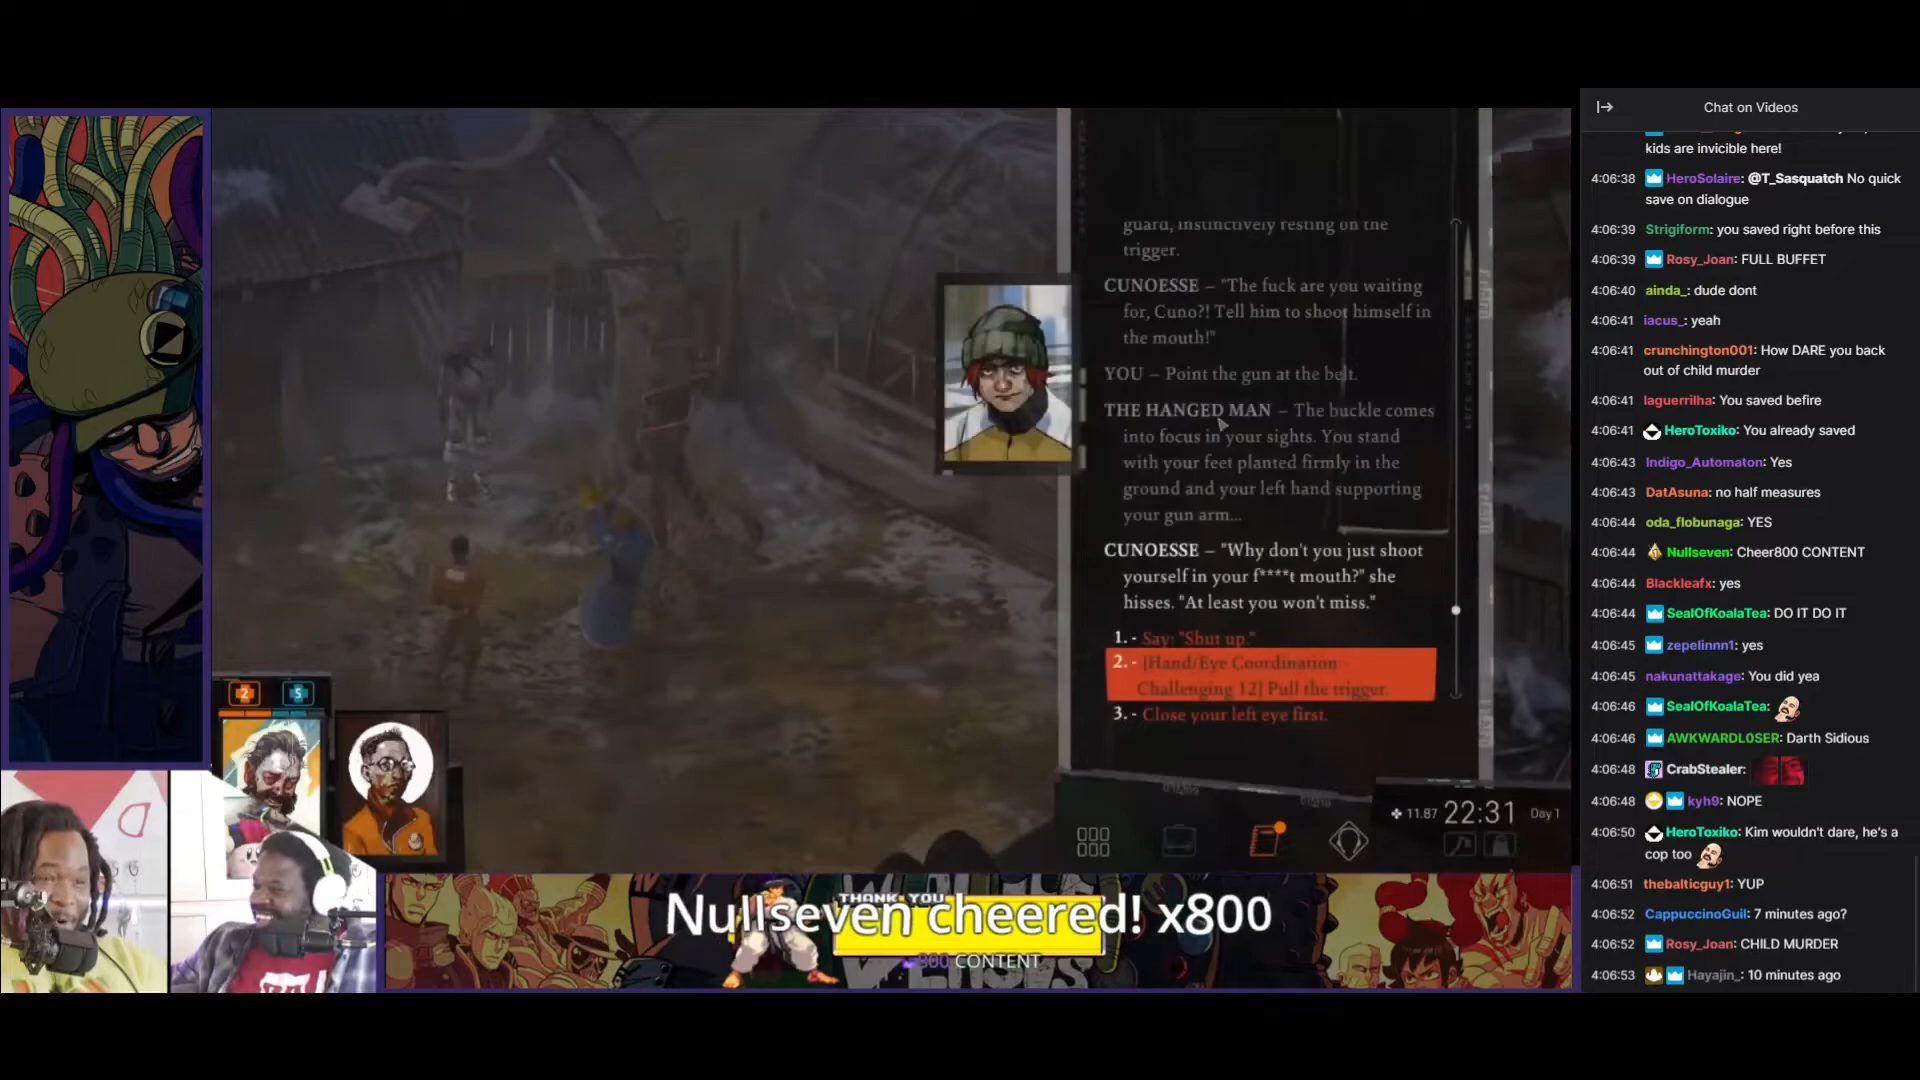 guard, instinctively resting on the
trigger.
CUNOESSE – "The fuck are you waiting
for, Cuno?! Tell him to shoot himself in
the mouth!"
YOU – Point the gun at the belt.
THE HANGED MAN – The buckle comes
into focus in your sights. You stand
with your feet planted firmly in the
ground and your left hand supporting
your gun arm...
CUNOESSE – "Why don't you just shoot
yourself in your f****t mouth?" she
hisses. "At least you won't miss."
1. - Say: "Shut up."
2. - [Hand/Eye Coordination –
Challenging 12] Pull the trigger.
3. - Close your left eye first.
2
5
11.87 22:31 Day 1
THANK YOU
Nullseven cheered! x800
x800 CONTENT
Chat on Videos
kids are invicible here!
4:06:38 HeroSolaire: @T_Sasquatch No quick
save on dialogue
4:06:39 Strigiform: you saved right before this
4:06:39 Rosy_Joan: FULL BUFFET
4:06:40 ainda_: dude dont
4:06:41 iacus_: yeah
4:06:41 crunchington001: How DARE you back
out of child murder
4:06:41 laguerrilha: You saved befire
4:06:41 HeroToxiko: You already saved
4:06:43 Indigo_Automaton: Yes
4:06:43 DatAsuna: no half measures
4:06:44 oda_flobunaga: YES
4:06:44 Nullseven: Cheer800 CONTENT
4:06:44 Blackleafx: yes
4:06:44 SealOfKoalaTea: DO IT DO IT
4:06:45 zepelinnn1: yes
4:06:45 nakunattakage: You did yea
4:06:46 SealOfKoalaTea:
4:06:46 AWKWARDL0SER: Darth Sidious
4:06:48 CrabStealer:
4:06:48 kyh9: NOPE
4:06:50 HeroToxiko: Kim wouldn't dare, he's a
cop too
4:06:51 thebalticguy1: YUP
4:06:52 CappuccinoGuil: 7 minutes ago?
4:06:52 Rosy_Joan: CHILD MURDER
4:06:53 Hayajin_: 10 minutes ago